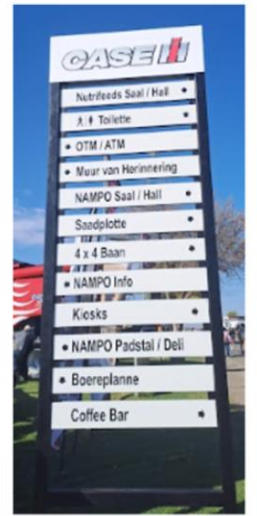 CASE IH
Nutrifeeds Saal / Hall
Toilette
OTM / ATM
Muur van Herinnering
NAMPO Saal / Hall
Saadplotte
4 x 4 Baan
NAMPO Info
Kiosks
NAMPO Padstal / Deli
Boereplanne
Coffee Bar